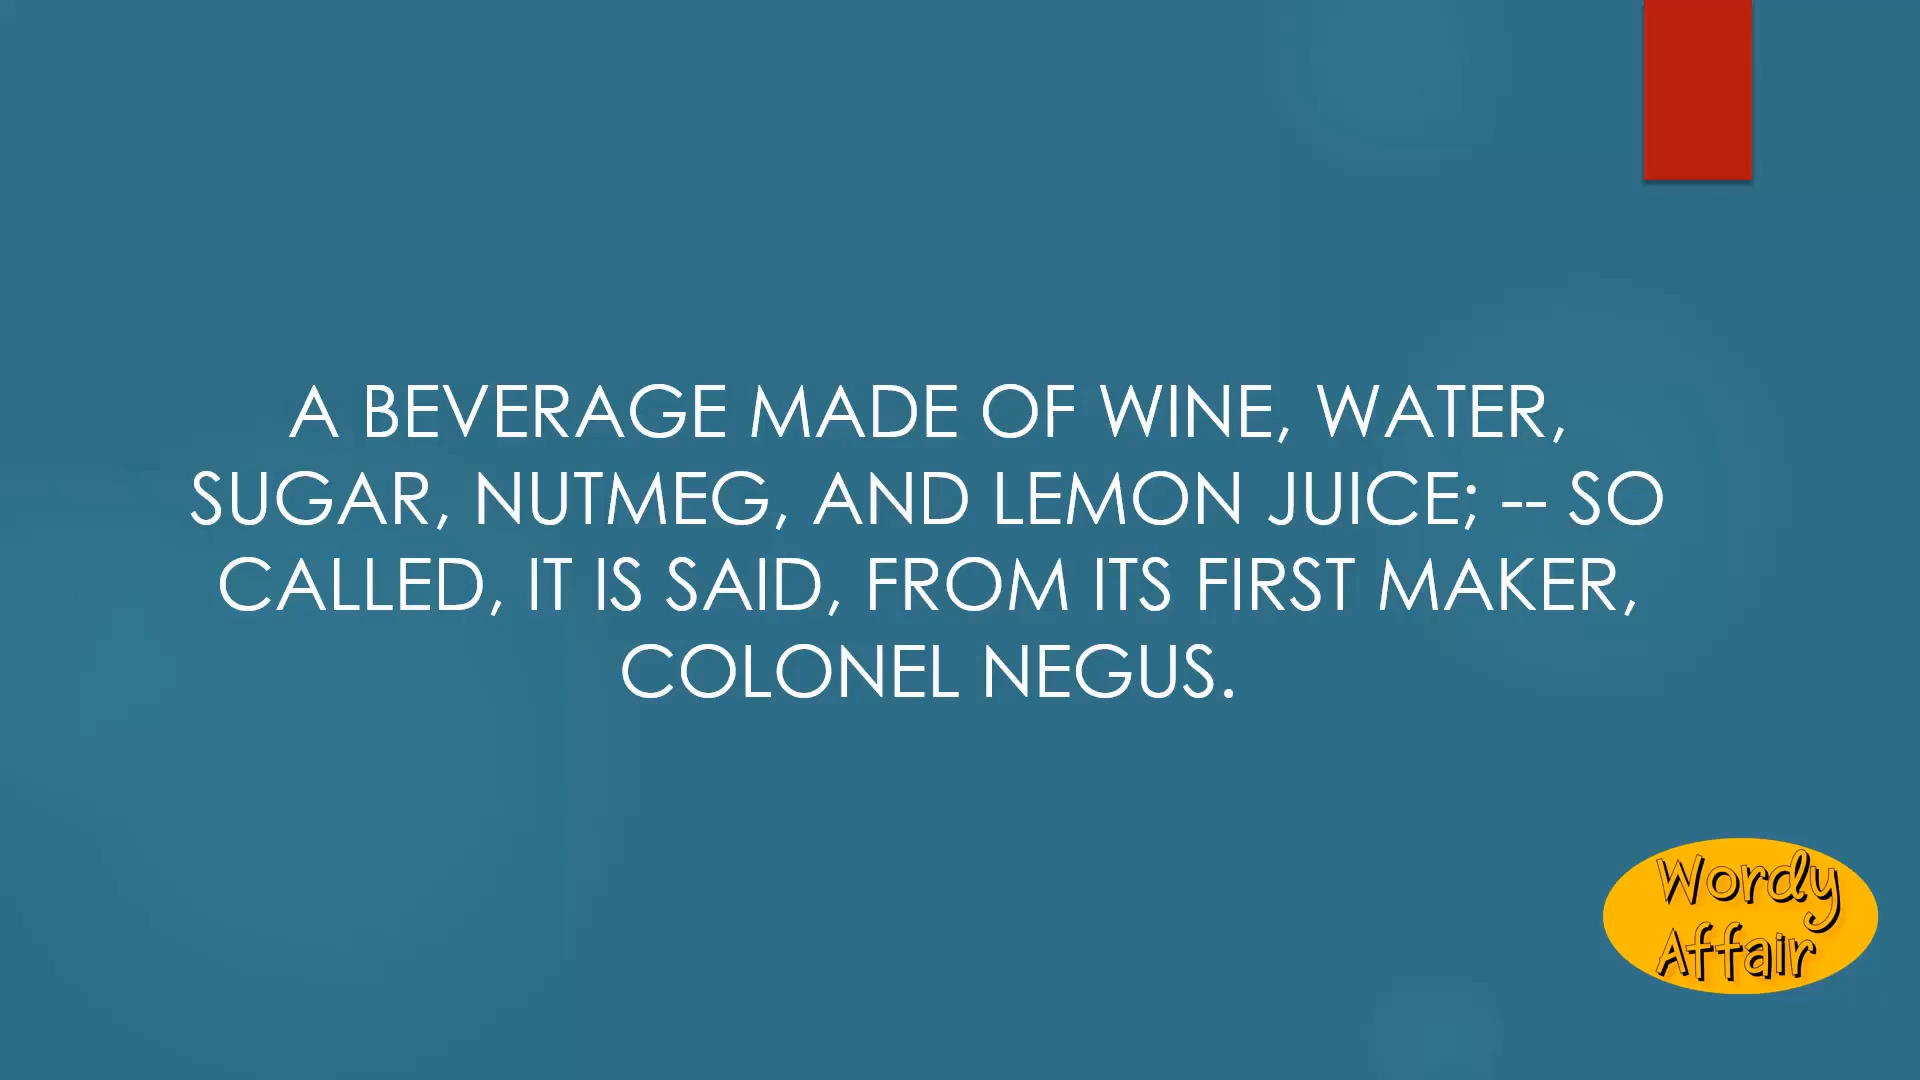 A BEVERAGE MADE OF WINE, WATER,
SUGAR, NUTMEG, AND LEMON JUICE; -- SO
CALLED, IT IS SAID, FROM ITS FIRST MAKER,
COLONEL NEGUS.
Wordy
Affair